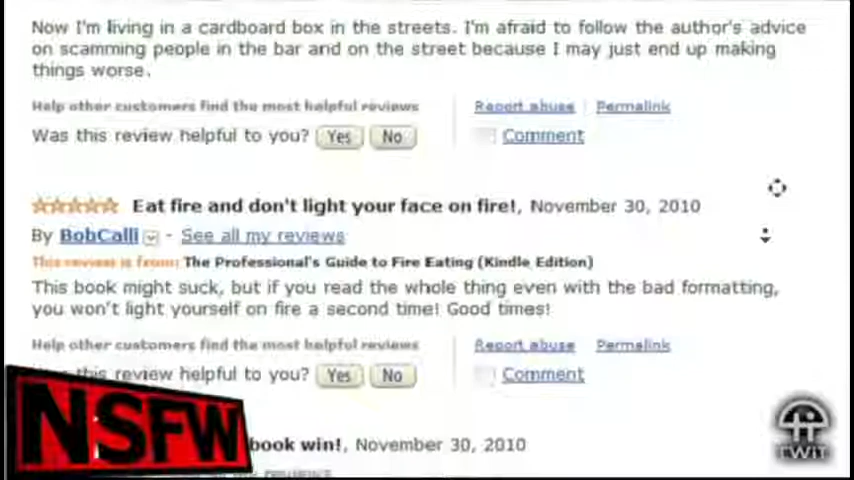 Now I'm living in a cardboard box in the streets. I'm afraid to follow the author's advice
on scamming people in the bar and on the street because I may just end up making
things worse.
Help other customers find the most helpful reviews
Report abuse | Permalink
Was this review helpful to you? Yes No
Comment
Eat fire and don't light your face on fire!, November 30, 2010
By BobCalli - See all my reviews
This review is from: The Professional's Guide to Fire Eating (Kindle Edition)
This book might suck, but if you read the whole thing even with the bad formatting,
you won't light yourself on fire a second time! Good times!
Help other customers find the most helpful reviews
Report abuse Permalink
this review helpful to you? Yes No
Comment
NSFW
book win!, November 30, 2010
TWiT